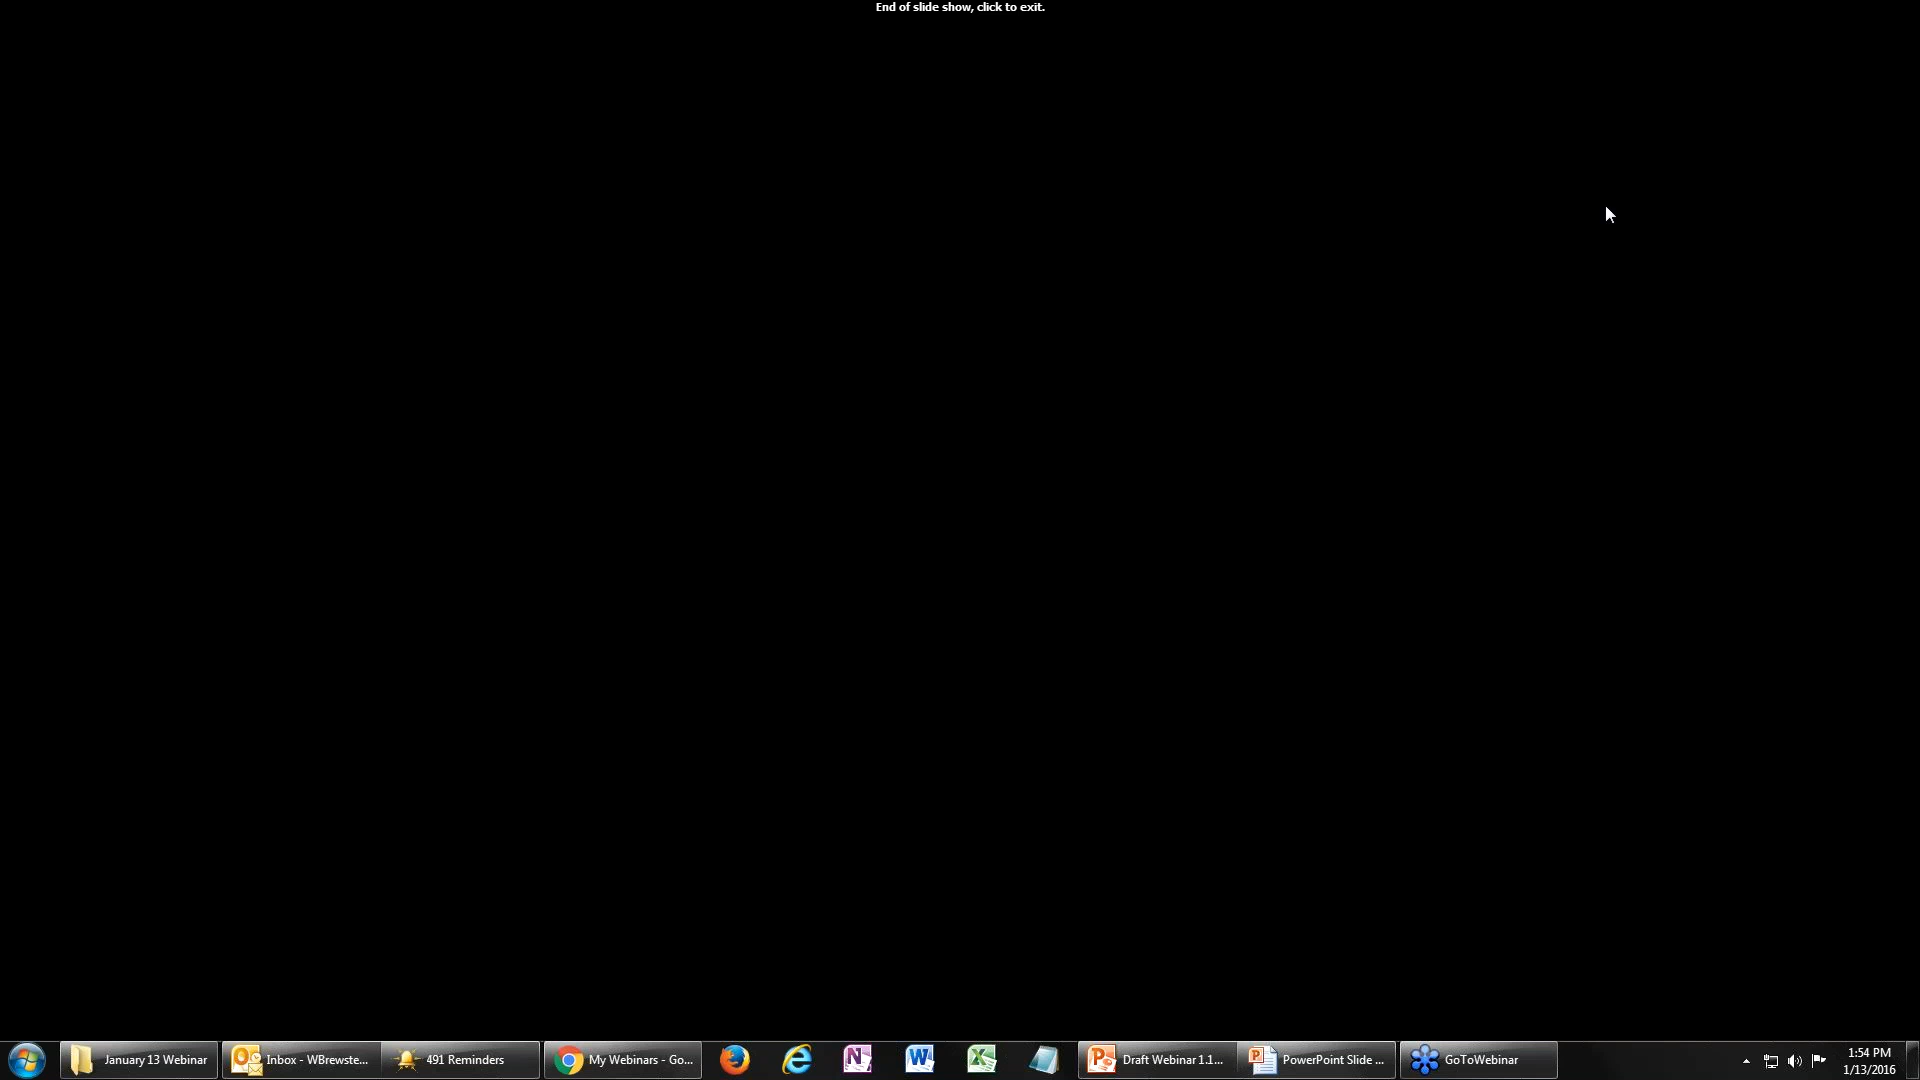 End of slide show, click to exit.
January 13 Webinar
Inbox - WBrewste...
491 Reminders
My Webinars - Go...
Draft Webinar 1.1...
PowerPoint Slide ...
GoToWebinar
1:54 PM
1/13/2016